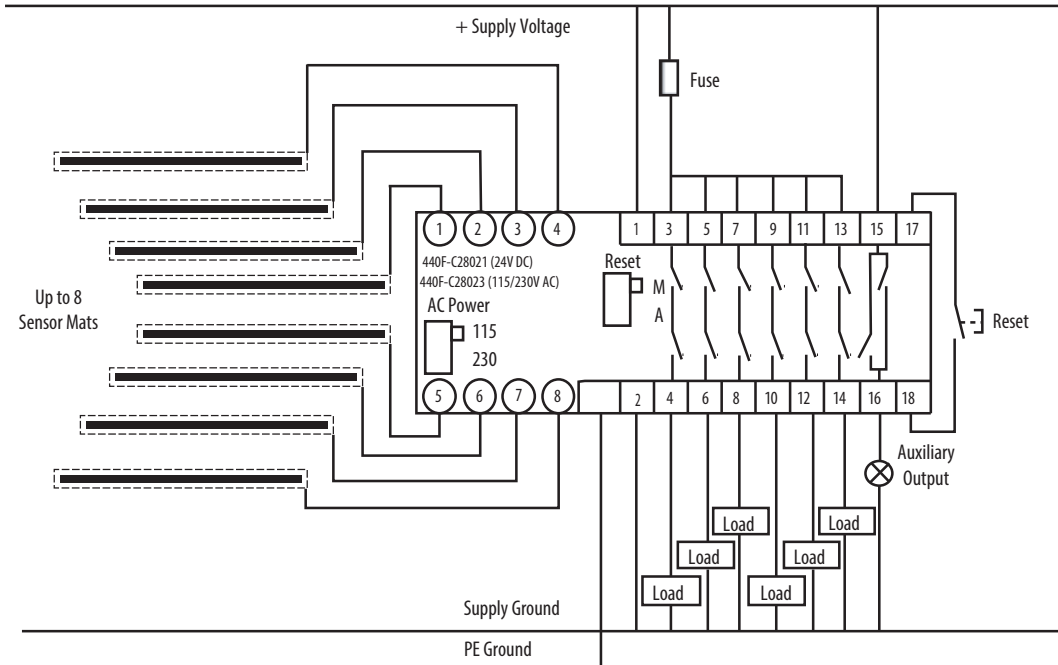 + Supply Voltage
Fuse
1 2 3 4
1 3 5 7 9 11 13 15 17
440F-C28021 (24V DC)
440F-C28023 (115/230V AC)
AC Power
115
230
Reset
M
A
Up to 8
Sensor Mats
Reset
5 6 7 8
2 4 6 8 10 12 14 16 18
Auxiliary
Output
Load
Load
Load
Load
Load
Load
Supply Ground
PE Ground